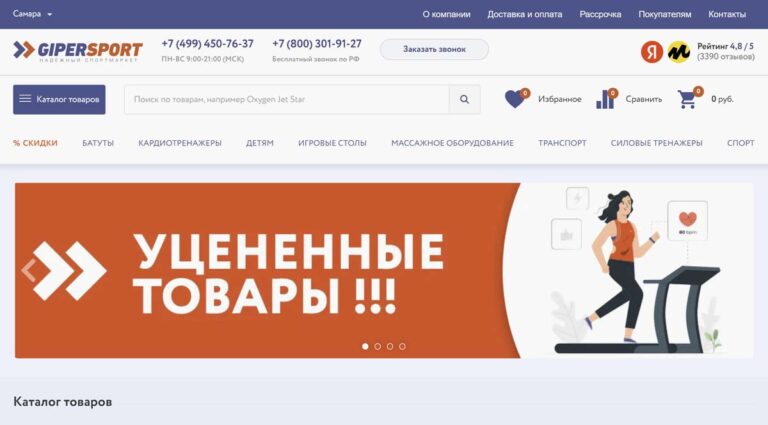 Самара
О компании
Доставка и оплата
Рассрочка
Покупателям
Контакты
GIPERSPORT
НАДЕЖНЫЙ СПОРТМАРКЕТ
+7 (499) 450-76-37
ПН-ВС 9:00-21:00 (МСК)
+7 (800) 301-91-27
Бесплатный звонок по РФ
Заказать звонок
Я
Рейтинг 4,8 / 5
(3390 отзывов)
Каталог товаров
Поиск по товарам, например Oxygen Jet Star
0
Избранное
0
Сравнить
0
0 руб.
% СКИДКИ
БАТУТЫ
КАРДИОТРЕНАЖЕРЫ
ДЕТЯМ
ИГРОВЫЕ СТОЛЫ
МАССАЖНОЕ ОБОРУДОВАНИЕ
ТРАНСПОРТ
СИЛОВЫЕ ТРЕНАЖЕРЫ
СПОРТ
УЦЕНЕННЫЕ
ТОВАРЫ !!!
80 bpm
Каталог товаров